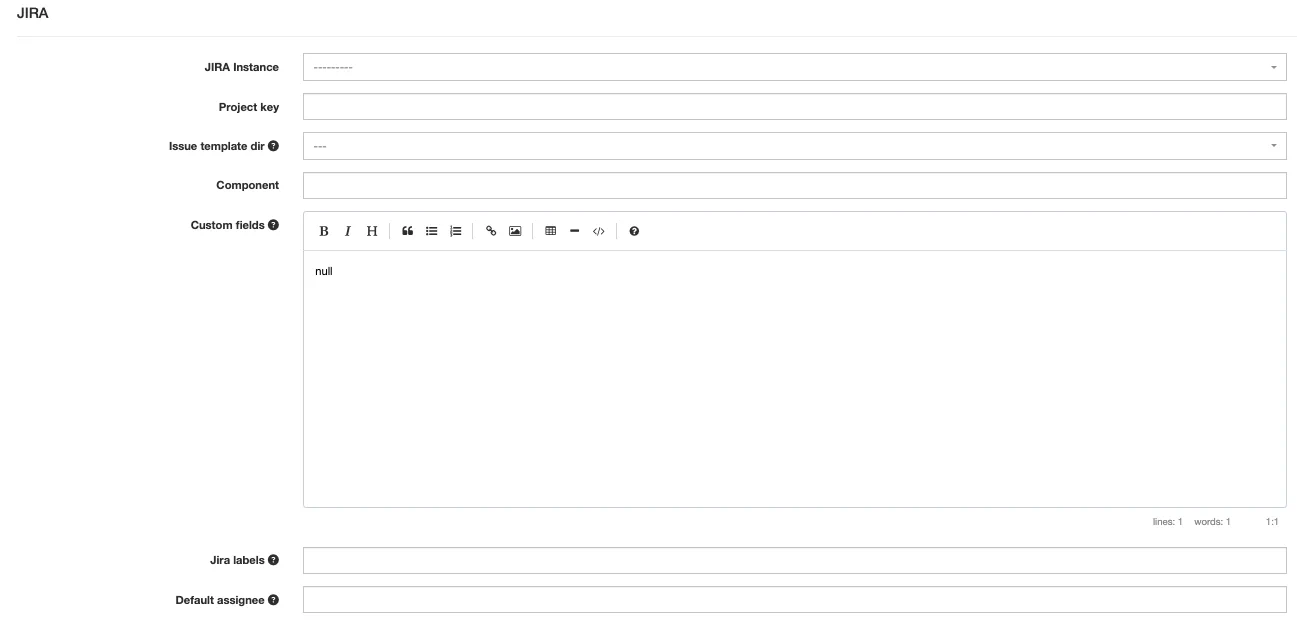 JIRA
JIRA Instance ---------
Project key
Issue template dir ? ---
Component
Custom fields ? B I H </> ?
null
lines: 1 words: 1 1:1
Jira labels ?
Default assignee ?